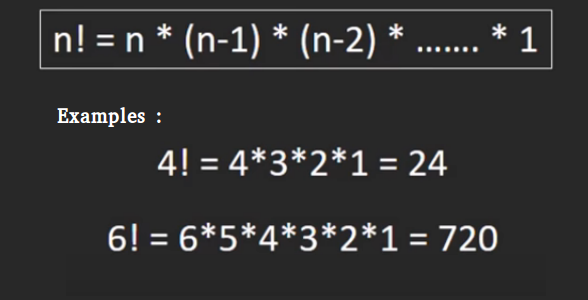 n! = n * (n-1) * (n-2) * ....... * 1
Examples :
4! = 4*3*2*1 = 24
6! = 6*5*4*3*2*1 = 720